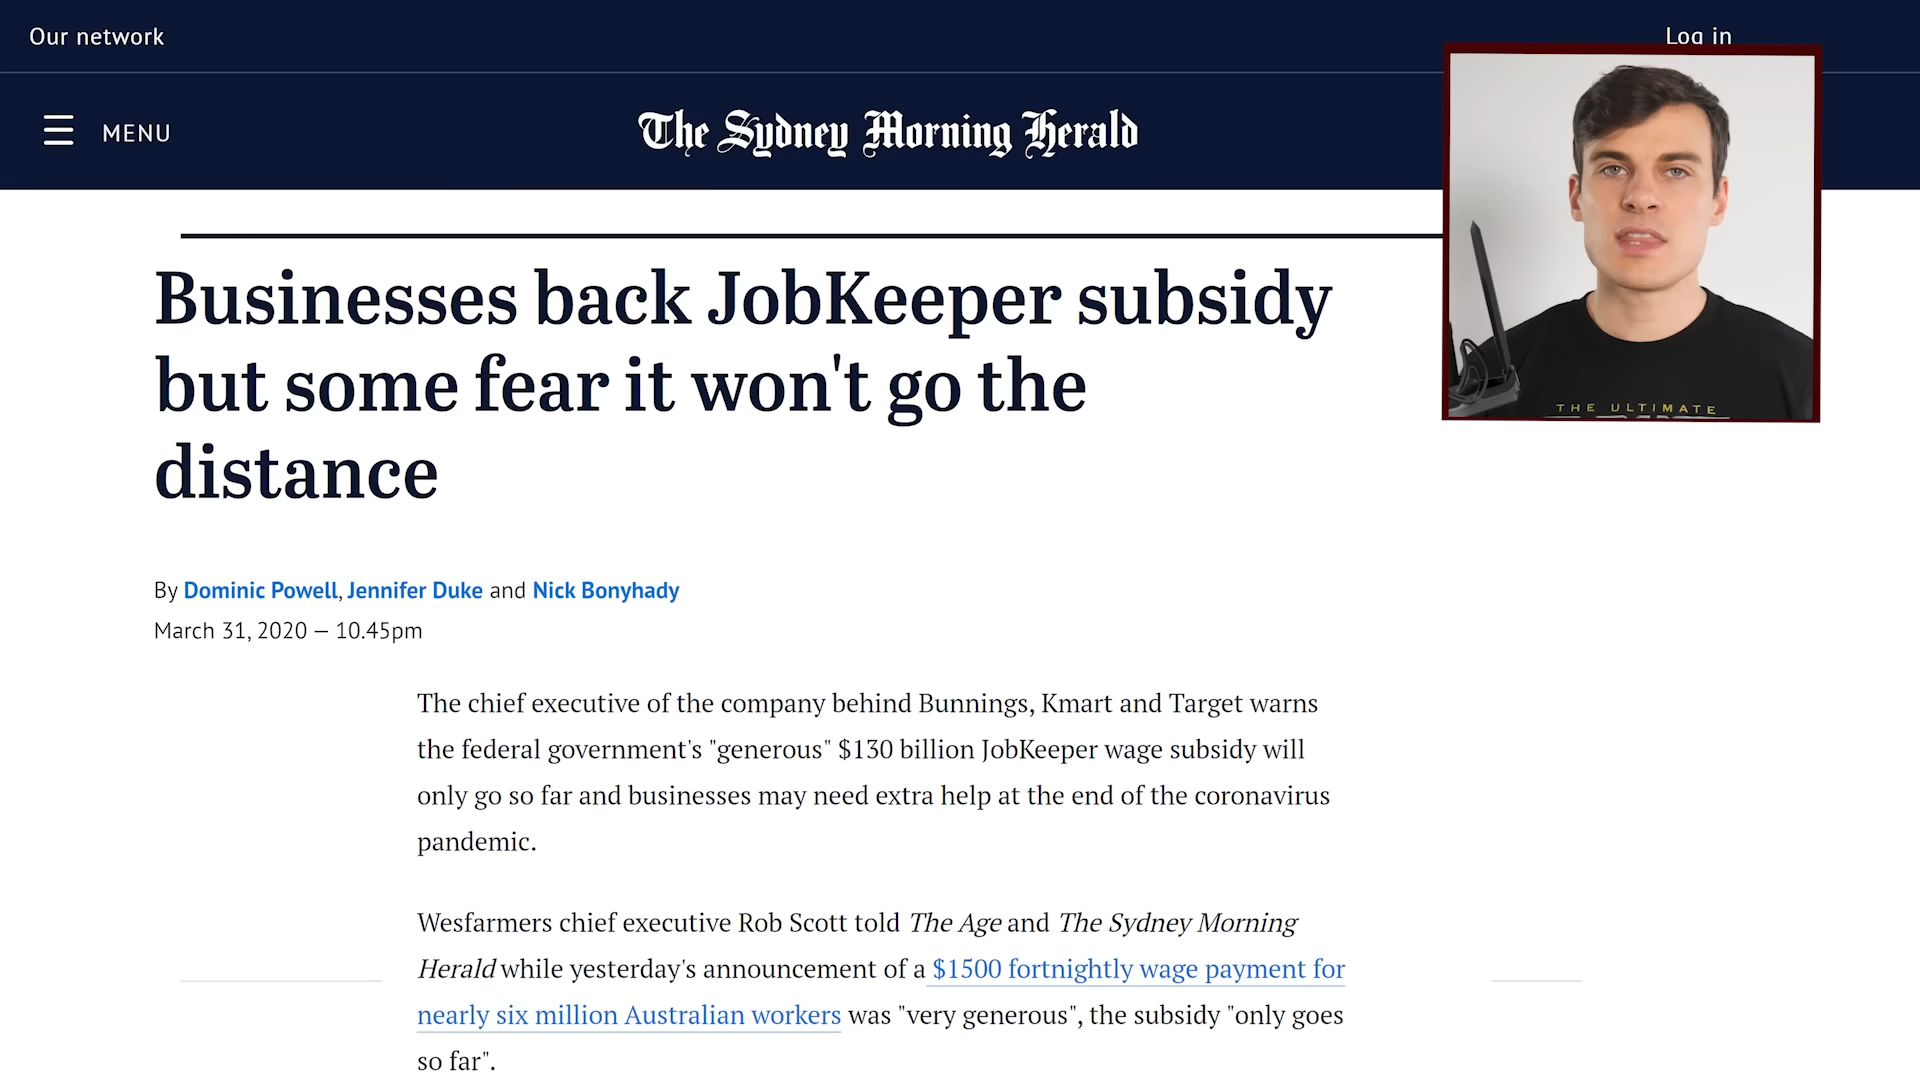 Our network
Log in
MENU
The Sydney Morning Herald
THE ULTIMATE
Businesses back JobKeeper subsidy
but some fear it won't go the
distance
By Dominic Powell, Jennifer Duke and Nick Bonyhady
March 31, 2020 — 10.45pm
The chief executive of the company behind Bunnings, Kmart and Target warns
the federal government's "generous" $130 billion JobKeeper wage subsidy will
only go so far and businesses may need extra help at the end of the coronavirus
pandemic.
Wesfarmers chief executive Rob Scott told The Age and The Sydney Morning
Herald while yesterday's announcement of a $1500 fortnightly wage payment for
nearly six million Australian workers was "very generous", the subsidy "only goes
so far".